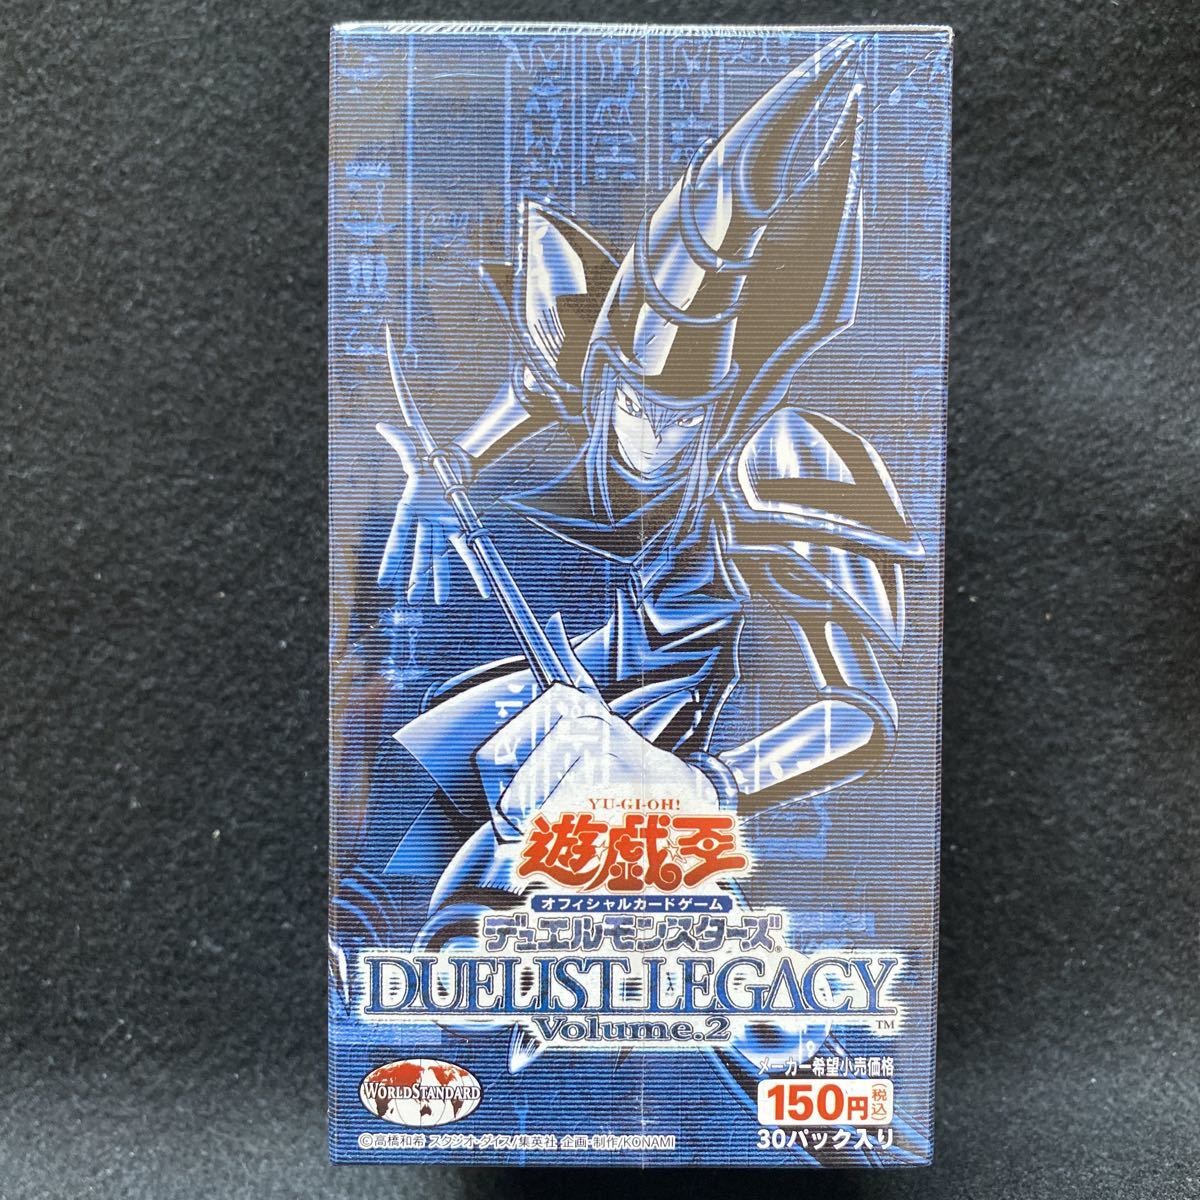 YU-GI-OH!
遊戯王
オフィシャルカードゲーム
デュエルモンスターズ®
DUELIST LEGACY™
Volume.2
WORLD STANDARD
メーカー希望小売価格
150円(税込)
30パック入り
©高橋和希 スタジオ・ダイス/集英社 企画・制作/KONAMI